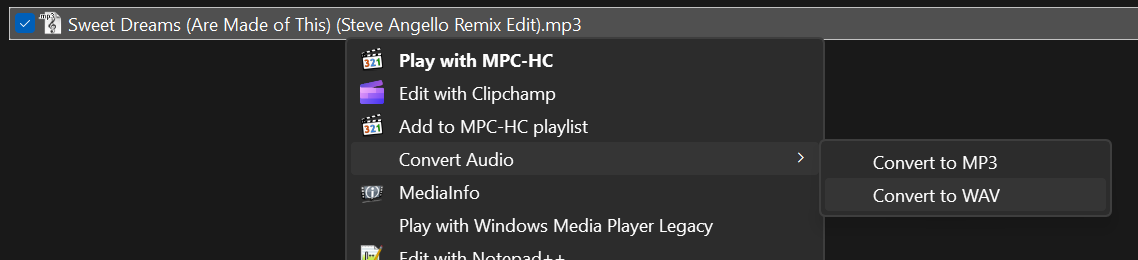 Sweet Dreams (Are Made of This) (Steve Angello Remix Edit).mp3
Play with MPC-HC
Edit with Clipchamp
Add to MPC-HC playlist
Convert Audio
Convert to MP3
Convert to WAV
MediaInfo
Play with Windows Media Player Legacy
Edit with Notepad++